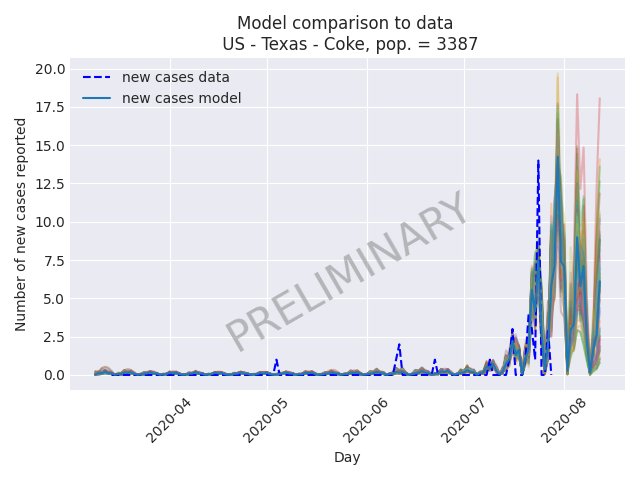 Model comparison to data
US - Texas - Coke, pop. = 3387
new cases data
new cases model
Number of new cases reported
20.0
17.5
15.0
12.5
10.0
7.5
5.0
2.5
0.0
PRELIMINARY
2020-04
2020-05
2020-06
2020-07
2020-08
Day